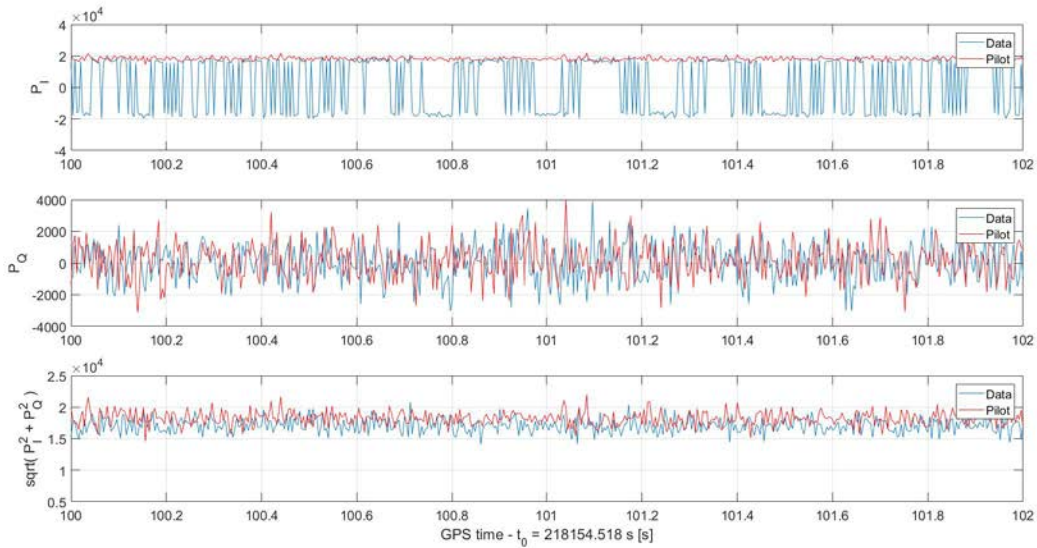 ×10⁴
4
2
0
-2
-4
P_I
Data
Pilot
100 100.2 100.4 100.6 100.8 101 101.2 101.4 101.6 101.8 102
4000
2000
0
-2000
-4000
P_Q
Data
Pilot
100 100.2 100.4 100.6 100.8 101 101.2 101.4 101.6 101.8 102
×10⁴
2.5
2
1.5
1
0.5
sqrt( P_I² + P_Q² )
Data
Pilot
100 100.2 100.4 100.6 100.8 101 101.2 101.4 101.6 101.8 102
GPS time - t₀ = 218154.518 s [s]